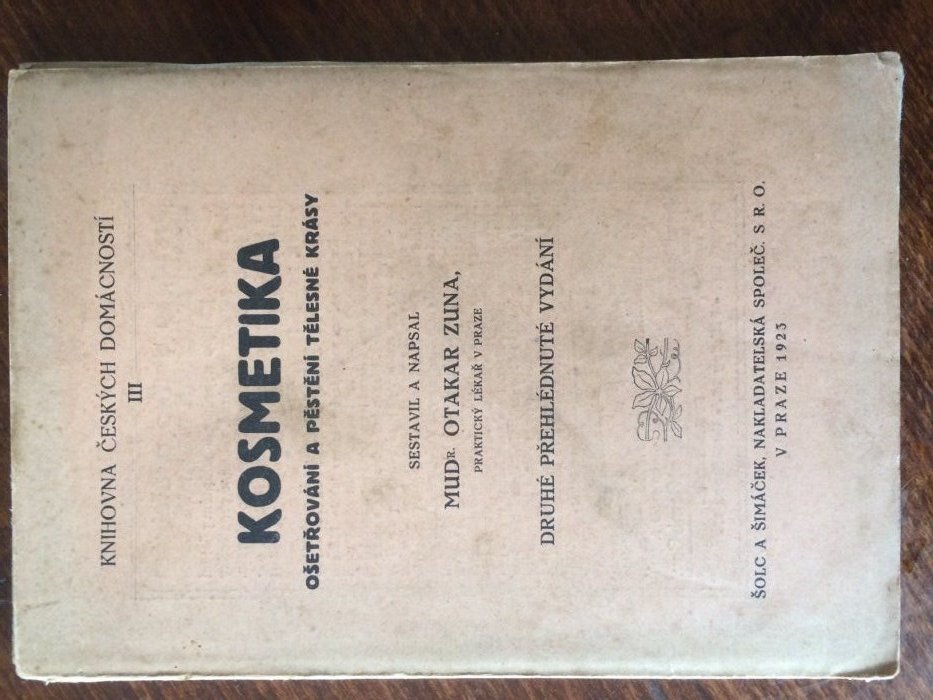 KNIHOVNA ČESKÝCH DOMÁCNOSTÍ
III
KOSMETIKA
OŠETŘOVÁNÍ A PĚSTĚNÍ TĚLESNÉ KRÁSY
SESTAVIL A NAPSAL
MUDR. OTAKAR ZUNA,
PRAKTICKÝ LÉKAŘ V PRAZE
DRUHÉ PŘEHLÉDNUTÉ VYDÁNÍ
ŠOLC A ŠIMÁČEK, NAKLADATELSKÁ SPOLEČ. S R. O.
V PRAZE 1923